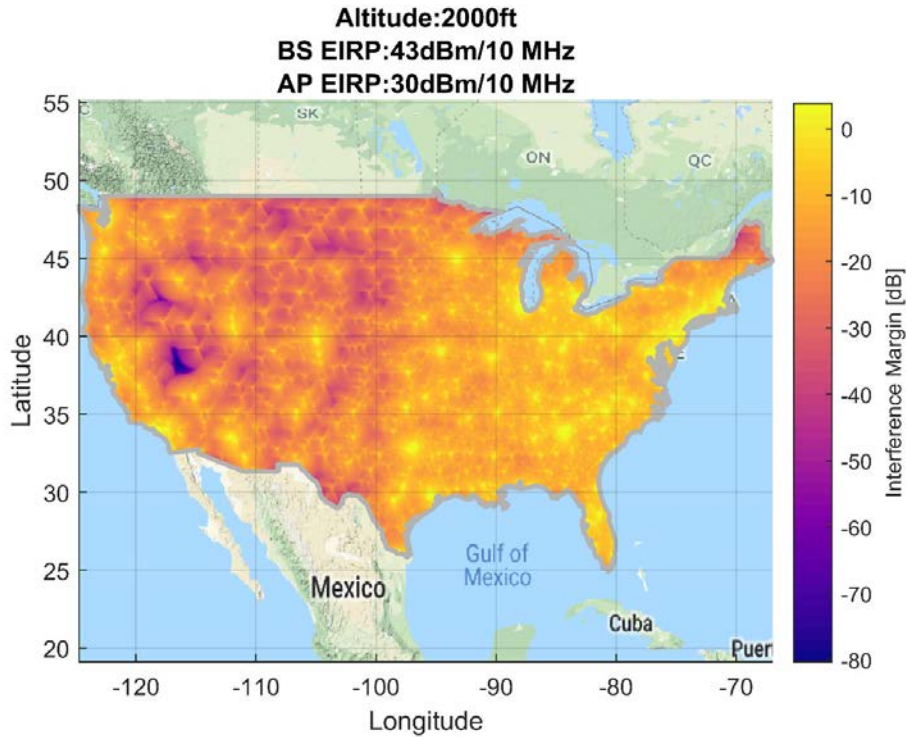 Altitude:2000ft
BS EIRP:43dBm/10 MHz
AP EIRP:30dBm/10 MHz
55
50
45
40
35
30
25
20
Latitude
SK
ON
QC
Gulf of
Mexico
Mexico
Cuba
-120
-110
-100
-90
-80
-70
Longitude
0
-10
-20
-30
-40
-50
-60
-70
-80
Interference Margin [dB]